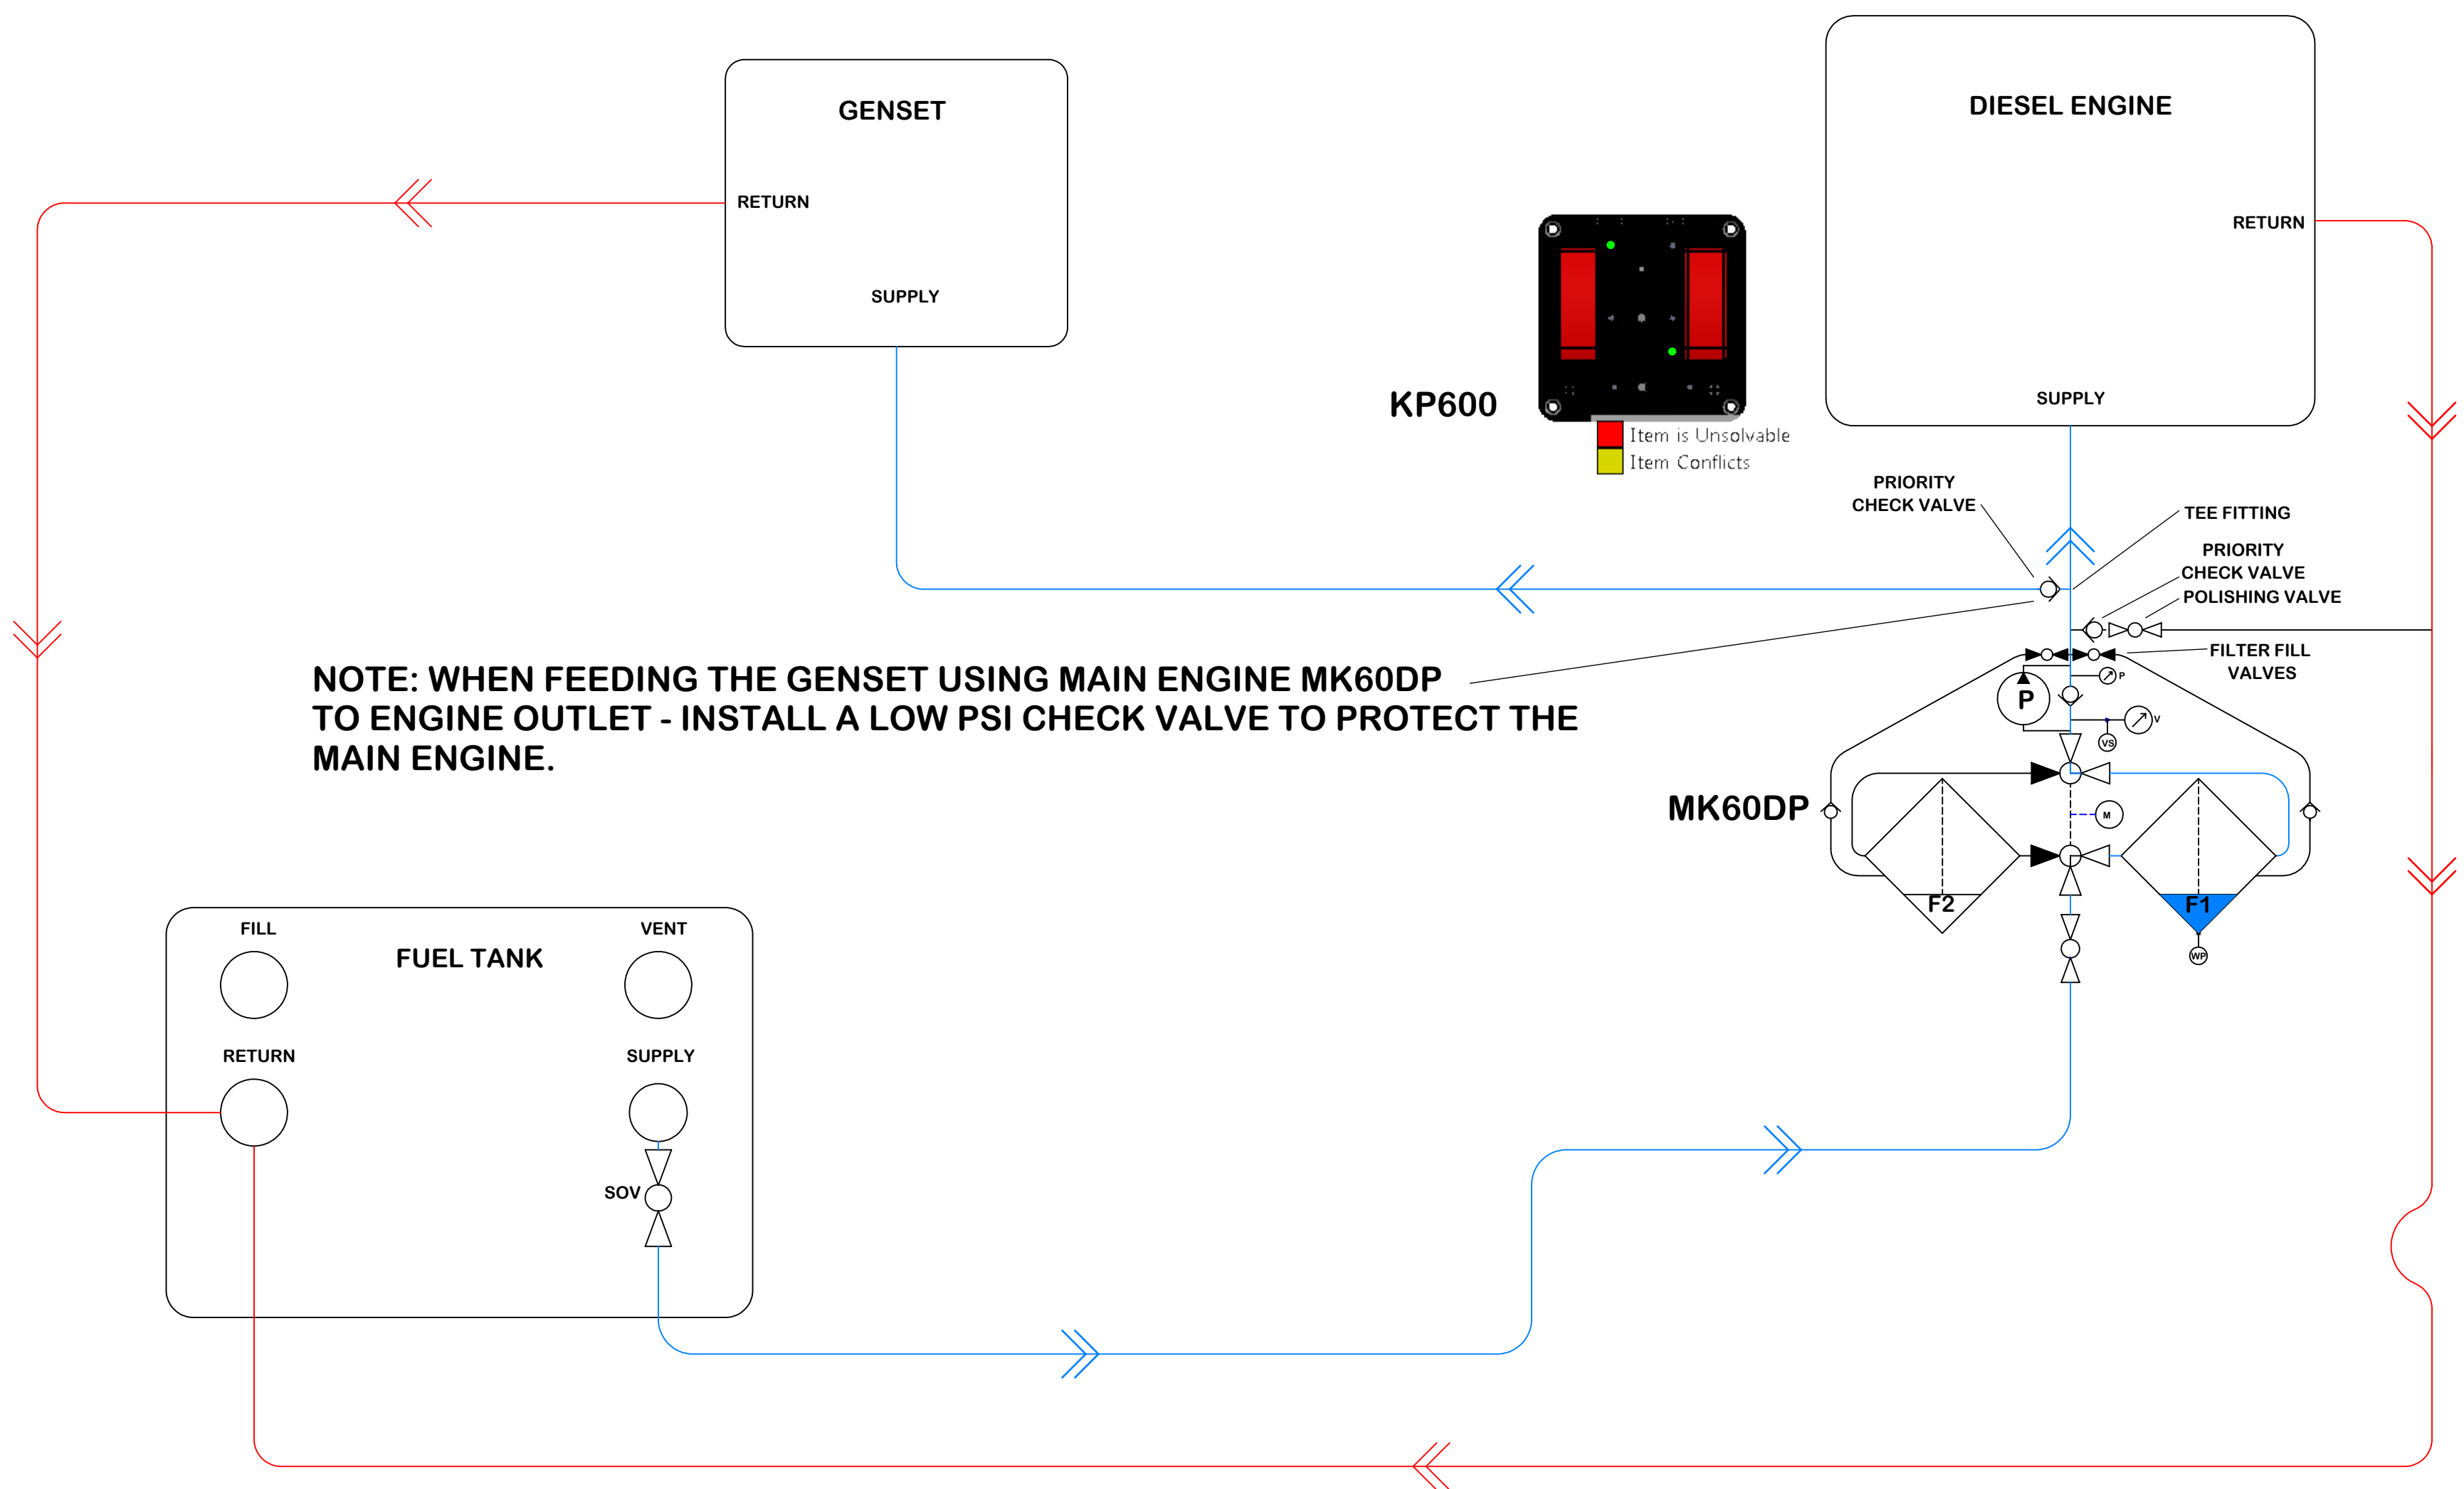 GENSET
RETURN
SUPPLY
DIESEL ENGINE
RETURN
SUPPLY
KP600
Item is Unsolvable
Item Conflicts
PRIORITY
CHECK VALVE
TEE FITTING
PRIORITY
CHECK VALVE
POLISHING VALVE
FILTER FILL
VALVES
NOTE: WHEN FEEDING THE GENSET USING MAIN ENGINE MK60DP
TO ENGINE OUTLET - INSTALL A LOW PSI CHECK VALVE TO PROTECT THE
MAIN ENGINE.
P
P
V
VS
MK60DP
M
F2
F1
WP
FILL
VENT
FUEL TANK
RETURN
SUPPLY
SOV